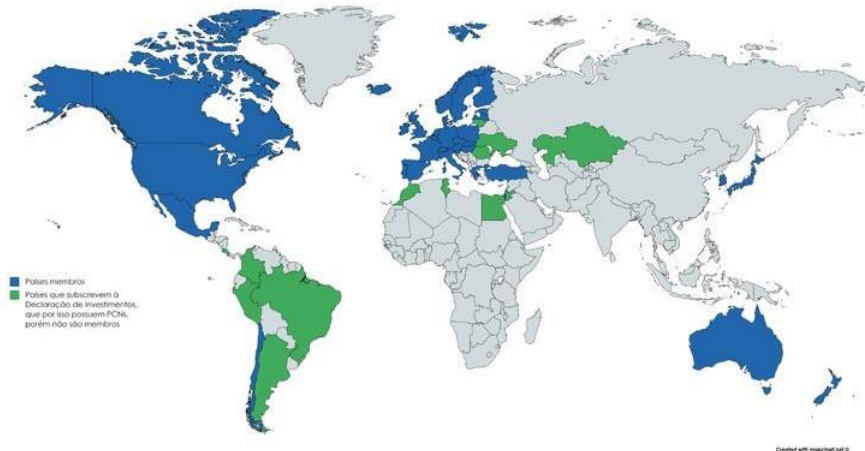 Países membros
Países que subscrevem à
Declaração de Investimentos,
que por isso possuem PCNs,
porém não são membros
Created with mapchart.net ©